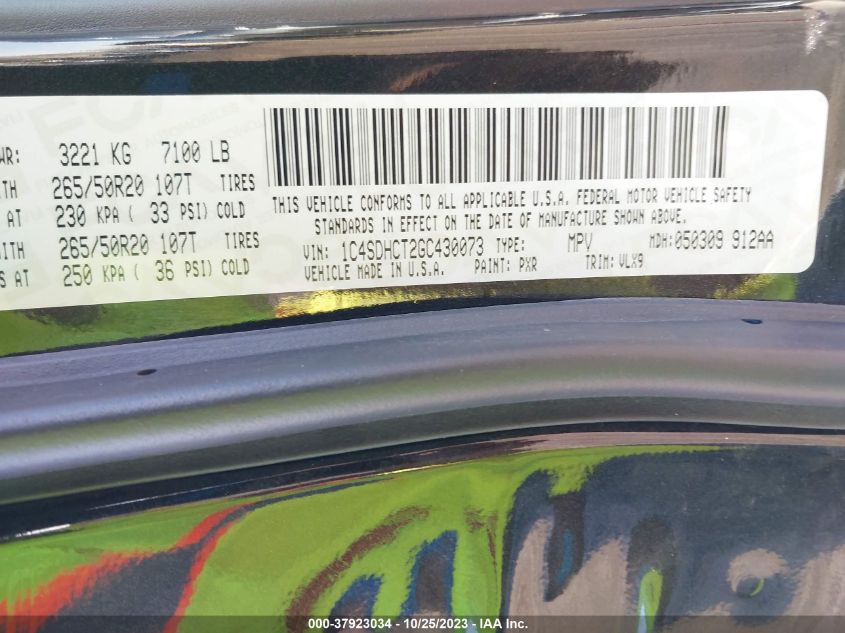 WR: 3221 KG 7100 LB
265/50R20 107T TIRES
AT 230 KPA ( 33 PSI) COLD
265/50R20 107T TIRES
AT 250 KPA ( 36 PSI) COLD
THIS VEHICLE CONFORMS TO ALL APPLICABLE U.S.A. FEDERAL MOTOR VEHICLE SAFETY
STANDARDS IN EFFECT ON THE DATE OF MANUFACTURE SHOWN ABOVE.
VIN: 1C4SDHCT2GC430073 TYPE: MPV MDH:050309 912AA
VEHICLE MADE IN U.S.A. PAINT: PXR TRIM: VLX9
000-37923034 - 10/25/2023 - IAA Inc.